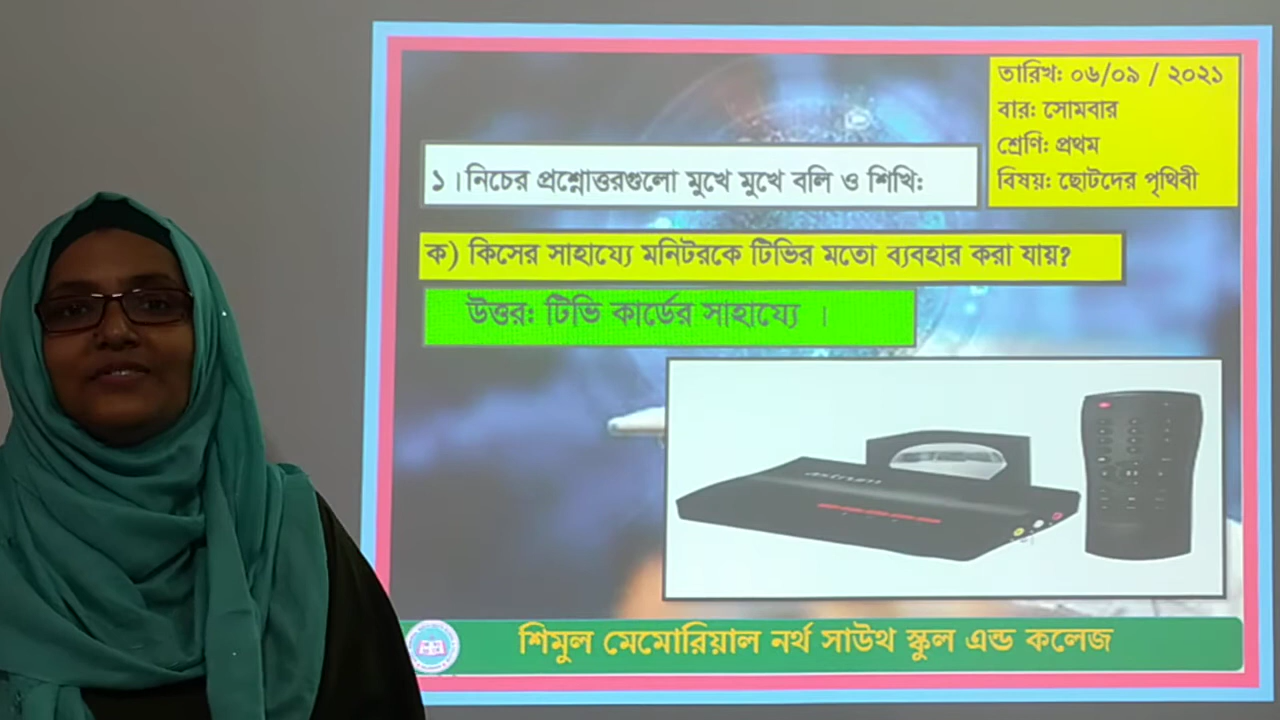 তারিখ: ০৬/০৯ / ২০২১
বার: সোমবার
শ্রেণি: প্রথম
বিষয়: ছোটদের পৃথিবী
১। নিচের প্রশ্নোত্তরগুলো মুখে মুখে বলি ও শিখি:
ক) কিসের সাহায্যে মনিটরকে টিভির মতো ব্যবহার করা যায়?
উত্তর: টিভি কার্ডের সাহায্যে ।
শিমুল মেমোরিয়াল নর্থ সাউথ স্কুল এন্ড কলেজ